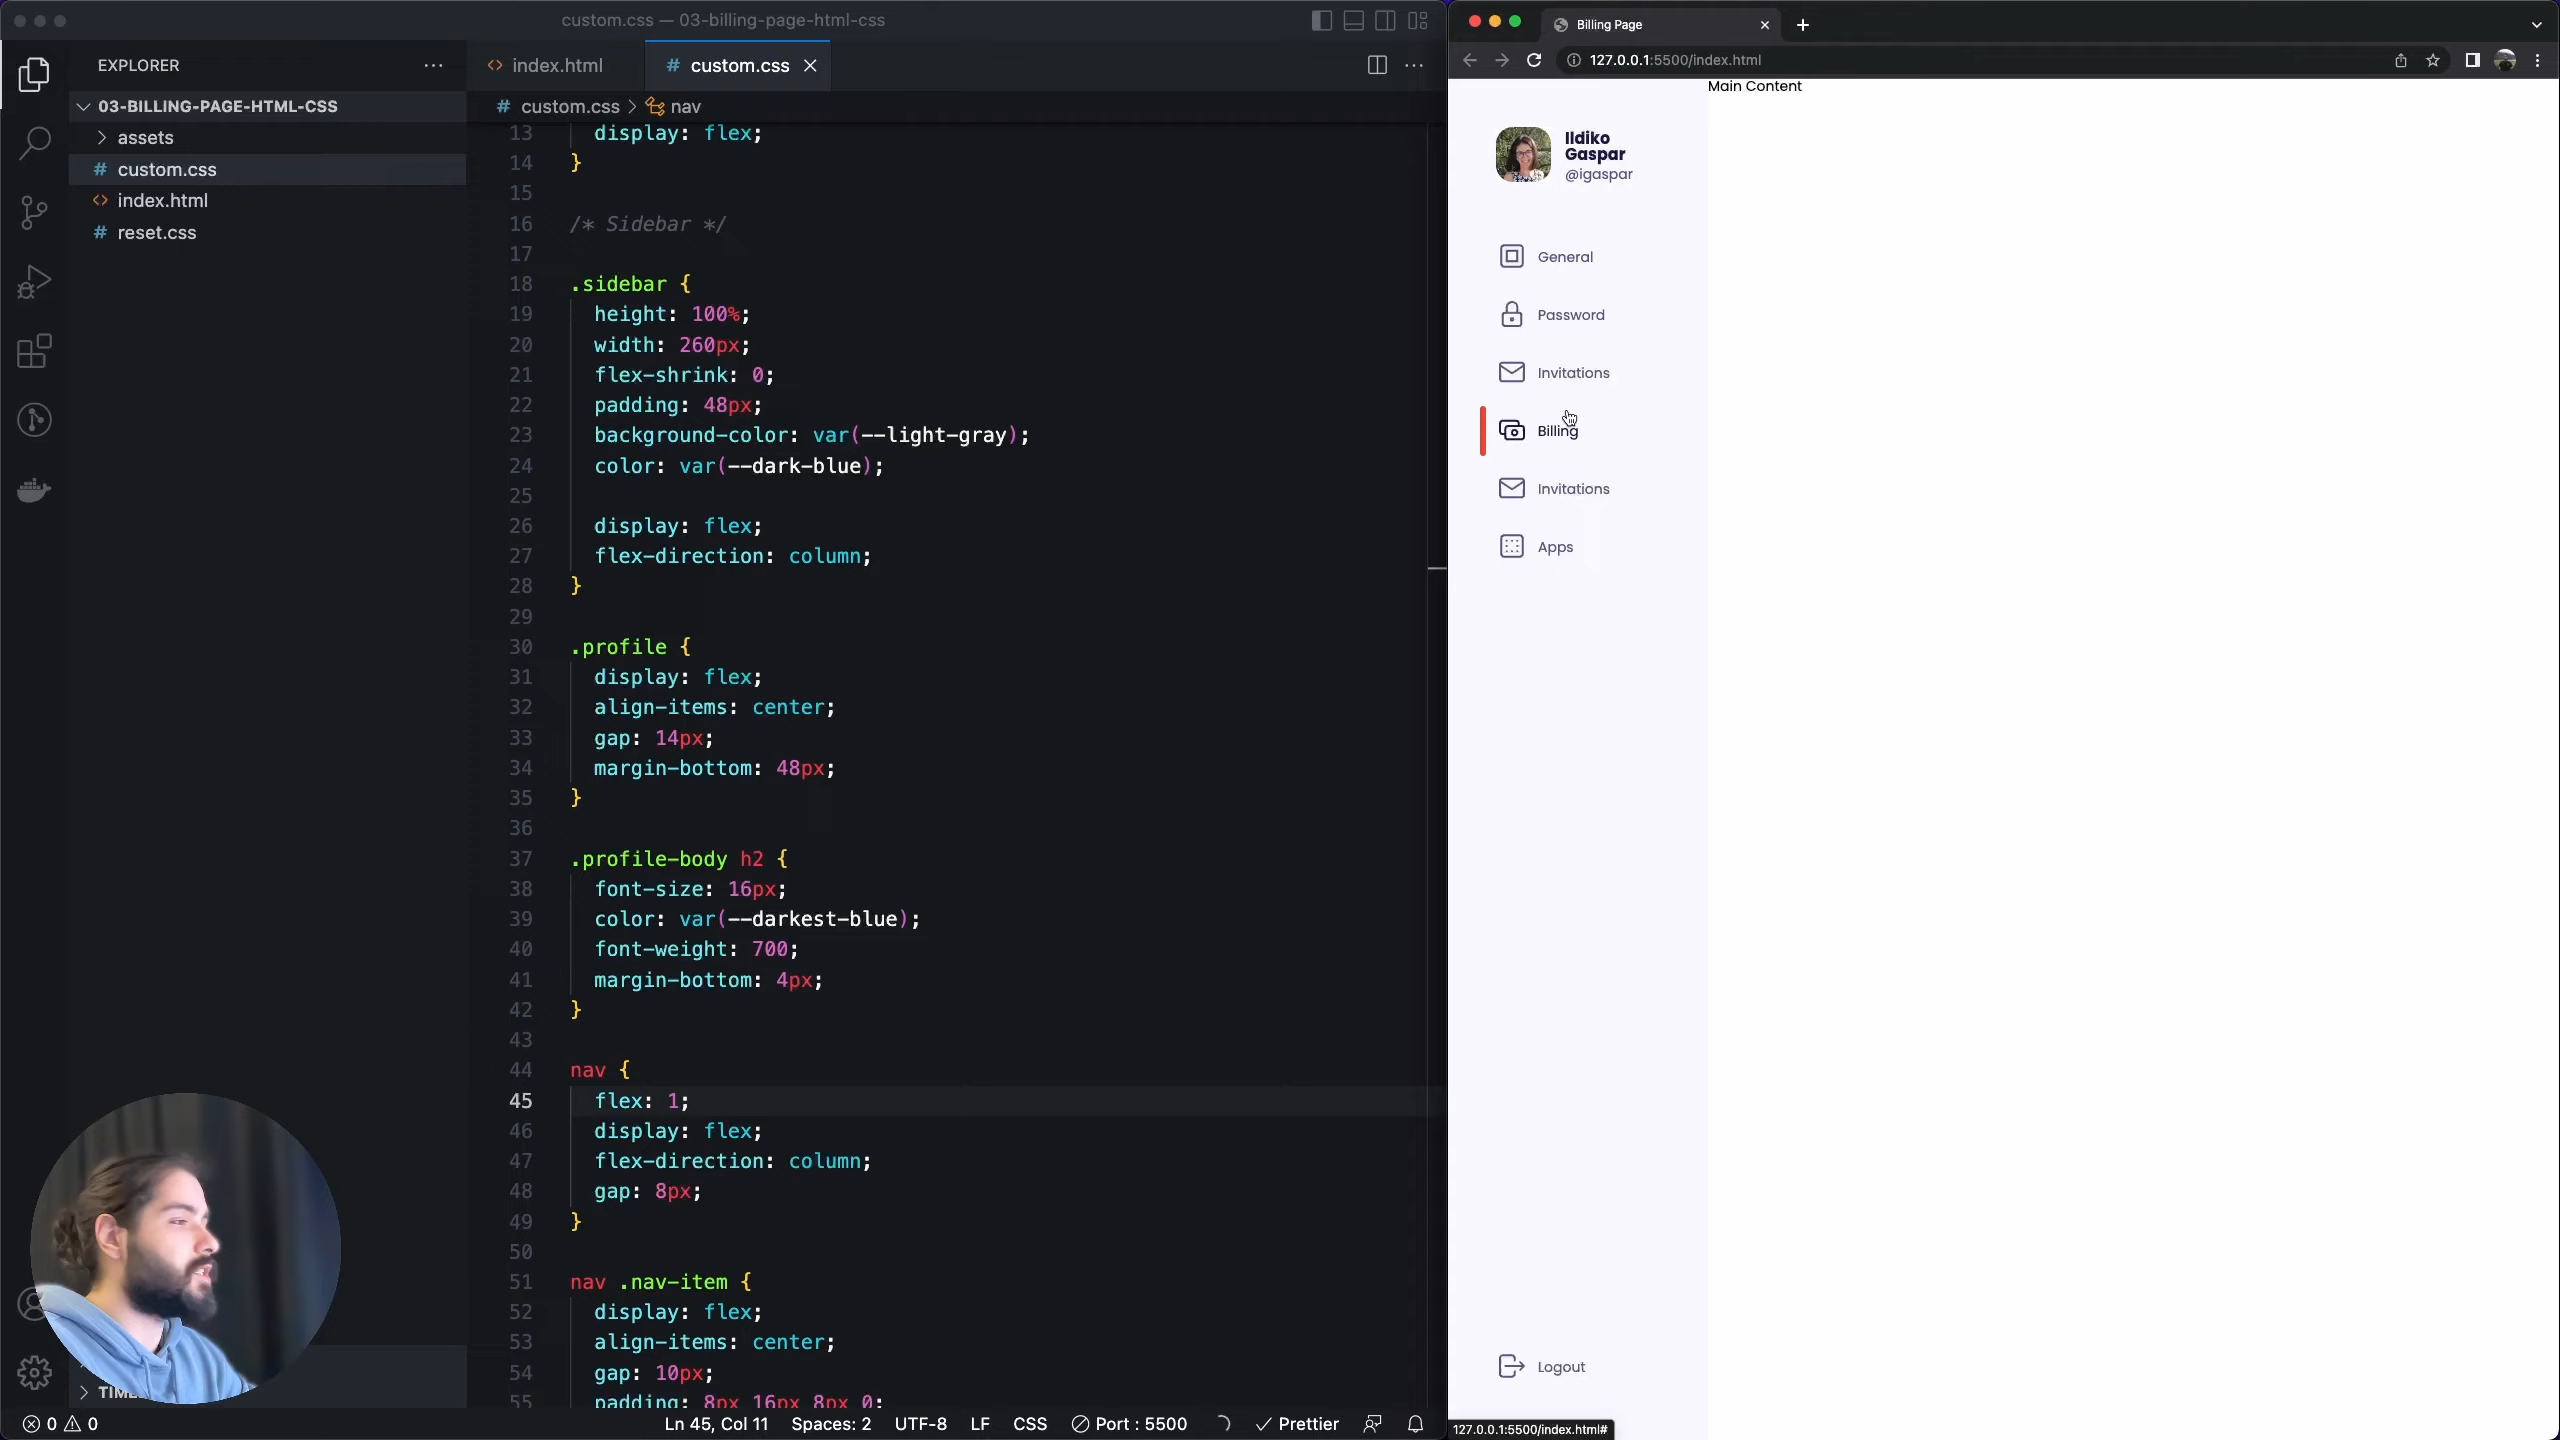 custom.css — 03-billing-page-html-css
EXPLORER
03-BILLING-PAGE-HTML-CSS
assets
# custom.css
<> index.html
# reset.css
<> index.html
# custom.css
# custom.css > nav
13 display: flex;
14 }
15
16 /* Sidebar */
17
18 .sidebar {
19 height: 100%;
20 width: 260px;
21 flex-shrink: 0;
22 padding: 48px;
23 background-color: var(--light-gray);
24 color: var(--dark-blue);
25
26 display: flex;
27 flex-direction: column;
28 }
29
30 .profile {
31 display: flex;
32 align-items: center;
33 gap: 14px;
34 margin-bottom: 48px;
35 }
36
37 .profile-body h2 {
38 font-size: 16px;
39 color: var(--darkest-blue);
40 font-weight: 700;
41 margin-bottom: 4px;
42 }
43
44 nav {
45 flex: 1;
46 display: flex;
47 flex-direction: column;
48 gap: 8px;
49 }
50
51 nav .nav-item {
52 display: flex;
53 align-items: center;
54 gap: 10px;
55 padding: 8px 16px 8px 0;
0 0
Ln 45, Col 11 Spaces: 2 UTF-8 LF CSS Port : 5500 Prettier
Billing Page
127.0.0.1:5500/index.html
Main Content
Ildiko
Gaspar
@igaspar
General
Password
Invitations
Billing
Invitations
Apps
Logout
127.0.0.1:5500/index.html#